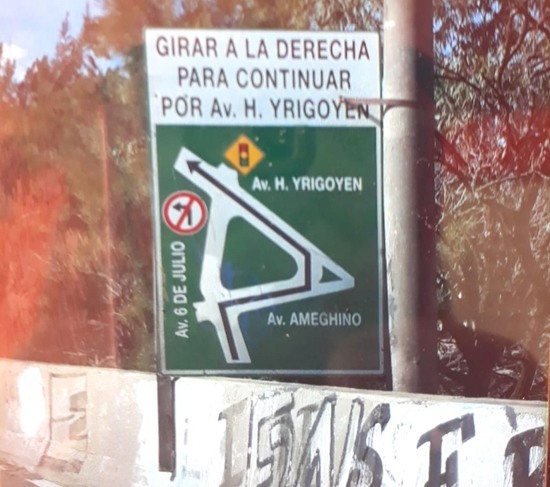 GIRAR A LA DERECHA
PARA CONTINUAR
POR Av. H. YRIGOYEN
Av. H. YRIGOYEN
Av. 6 DE JULIO
Av. AMEGHINO